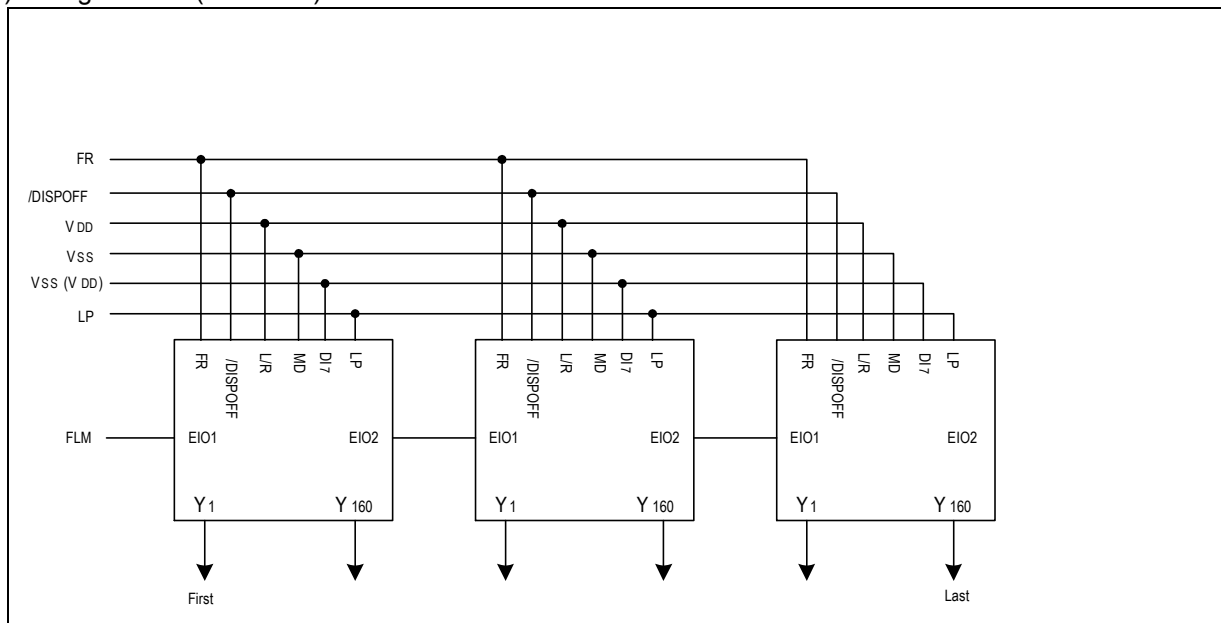 FR
/DISPOFF
VDD
VSS
VSS (VDD)
LP
FR /DISPOFF L/R MD DI7 LP
FR /DISPOFF L/R MD DI7 LP
FR /DISPOFF L/R MD DI7 LP
FLM
EIO1 EIO2 EIO1 EIO2 EIO1 EIO2
Y1 Y160 Y1 Y160 Y1 Y160
First Last